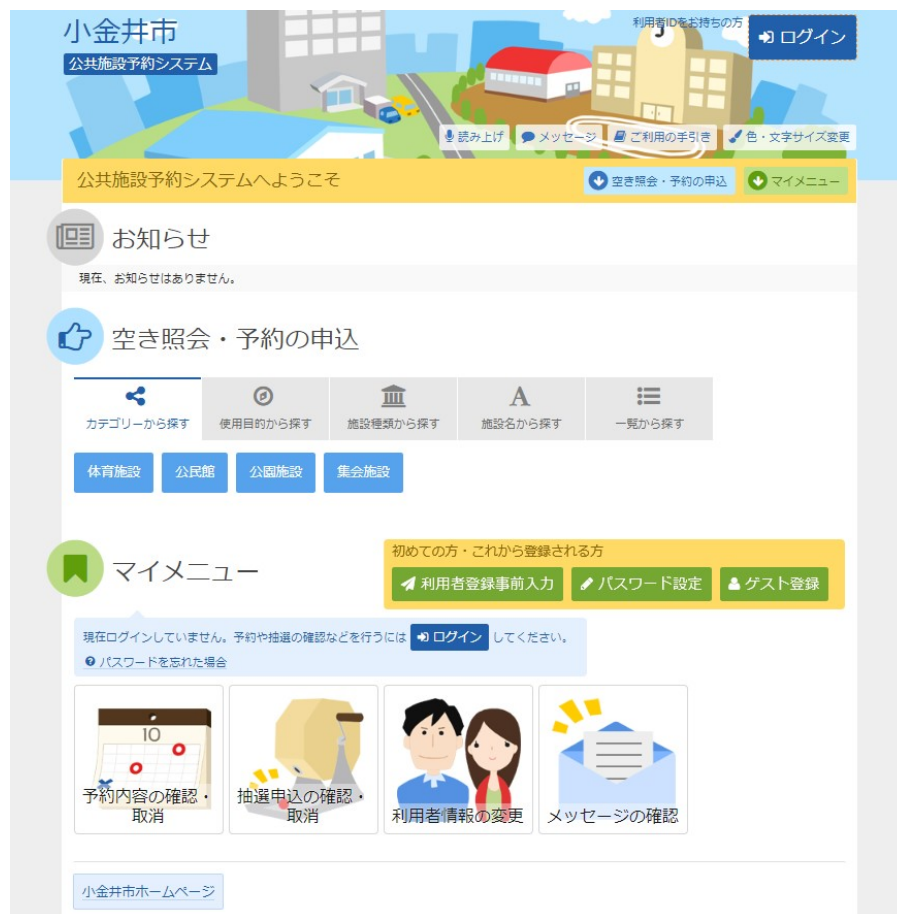 小金井市
公共施設予約システム
利用者IDをお持ちの方
ログイン
読み上げ
メッセージ
ご利用の手引き
色・文字サイズ変更
公共施設予約システムへようこそ
空き照会・予約の申込
マイメニュー
お知らせ
現在、お知らせはありません。
空き照会・予約の申込
カテゴリーから探す
使用目的から探す
施設種類から探す
A
施設名から探す
一覧から探す
体育施設
公民館
公園施設
集会施設
マイメニュー
初めての方・これから登録される方
利用者登録事前入力
パスワード設定
ゲスト登録
現在ログインしていません。予約や抽選の確認などを行うには ログイン してください。
パスワードを忘れた場合
10
予約内容の確認・
取消
抽選申込の確認・
取消
利用者情報の変更
メッセージの確認
小金井市ホームページ